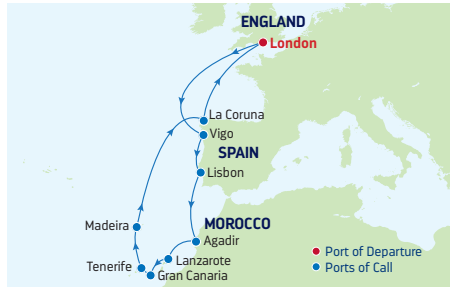 ENGLAND
London
La Coruna
Vigo
SPAIN
Lisbon
MOROCCO
Madeira
Agadir
Lanzarote
Tenerife
Gran Canaria
Port of Departure
Ports of Call